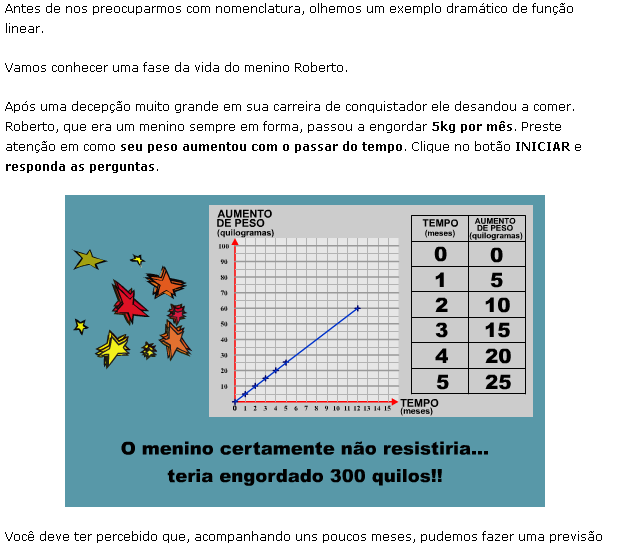 Antes de nos preocuparmos com nomenclatura, olhemos um exemplo dramático de função
linear.
Vamos conhecer uma fase da vida do menino Roberto.
Após uma decepção muito grande em sua carreira de conquistador ele desandou a comer.
Roberto, que era um menino sempre em forma, passou a engordar 5kg por mês. Preste
atenção em como seu peso aumentou com o passar do tempo. Clique no botão INICIAR e
responda as perguntas.
AUMENTO
DE PESO
(quilogramas)
100
90
80
70
60
50
40
30
20
10
0 1 2 3 4 5 6 7 8 9 10 11 12 13 14 15
TEMPO
(meses)
TEMPO
(meses)
AUMENTO
DE PESO
(quilogramas)
0 0
1 5
2 10
3 15
4 20
5 25
O menino certamente não resistiria...
teria engordado 300 quilos!!
Você deve ter percebido que, acompanhando uns poucos meses, pudemos fazer uma previsão